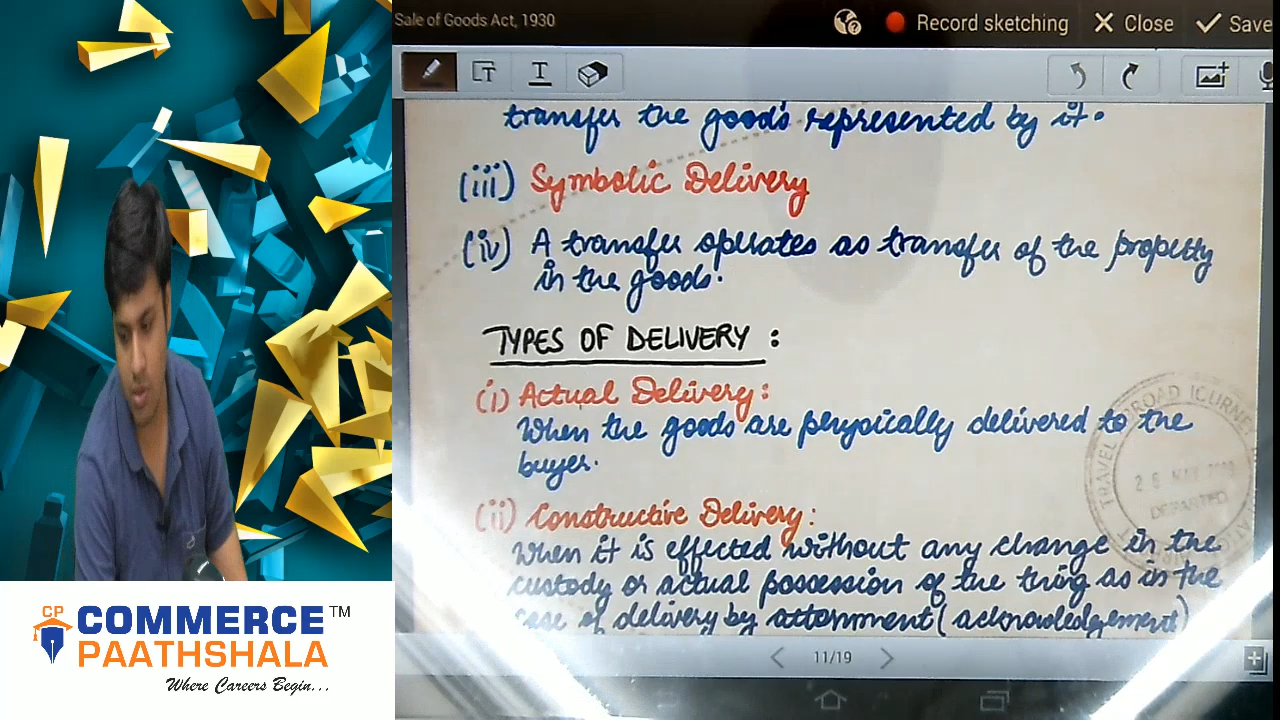 Sale of Goods Act, 1930
Record sketching
Close
Save
transfer the goods represented by it.
(iii) Symbolic Delivery
(iv) A transfer operates as transfer of the property
in the goods.
TYPES OF DELIVERY :
(i) Actual Delivery :
When the goods are physically delivered to the
buyer.
(ii) Constructive Delivery :
When it is effected without any change in the
custody or actual possession of the thing as in the
case of delivery by attornment (acknowledgement)
11/19
CP
COMMERCE™
PAATHSHALA
Where Careers Begin...